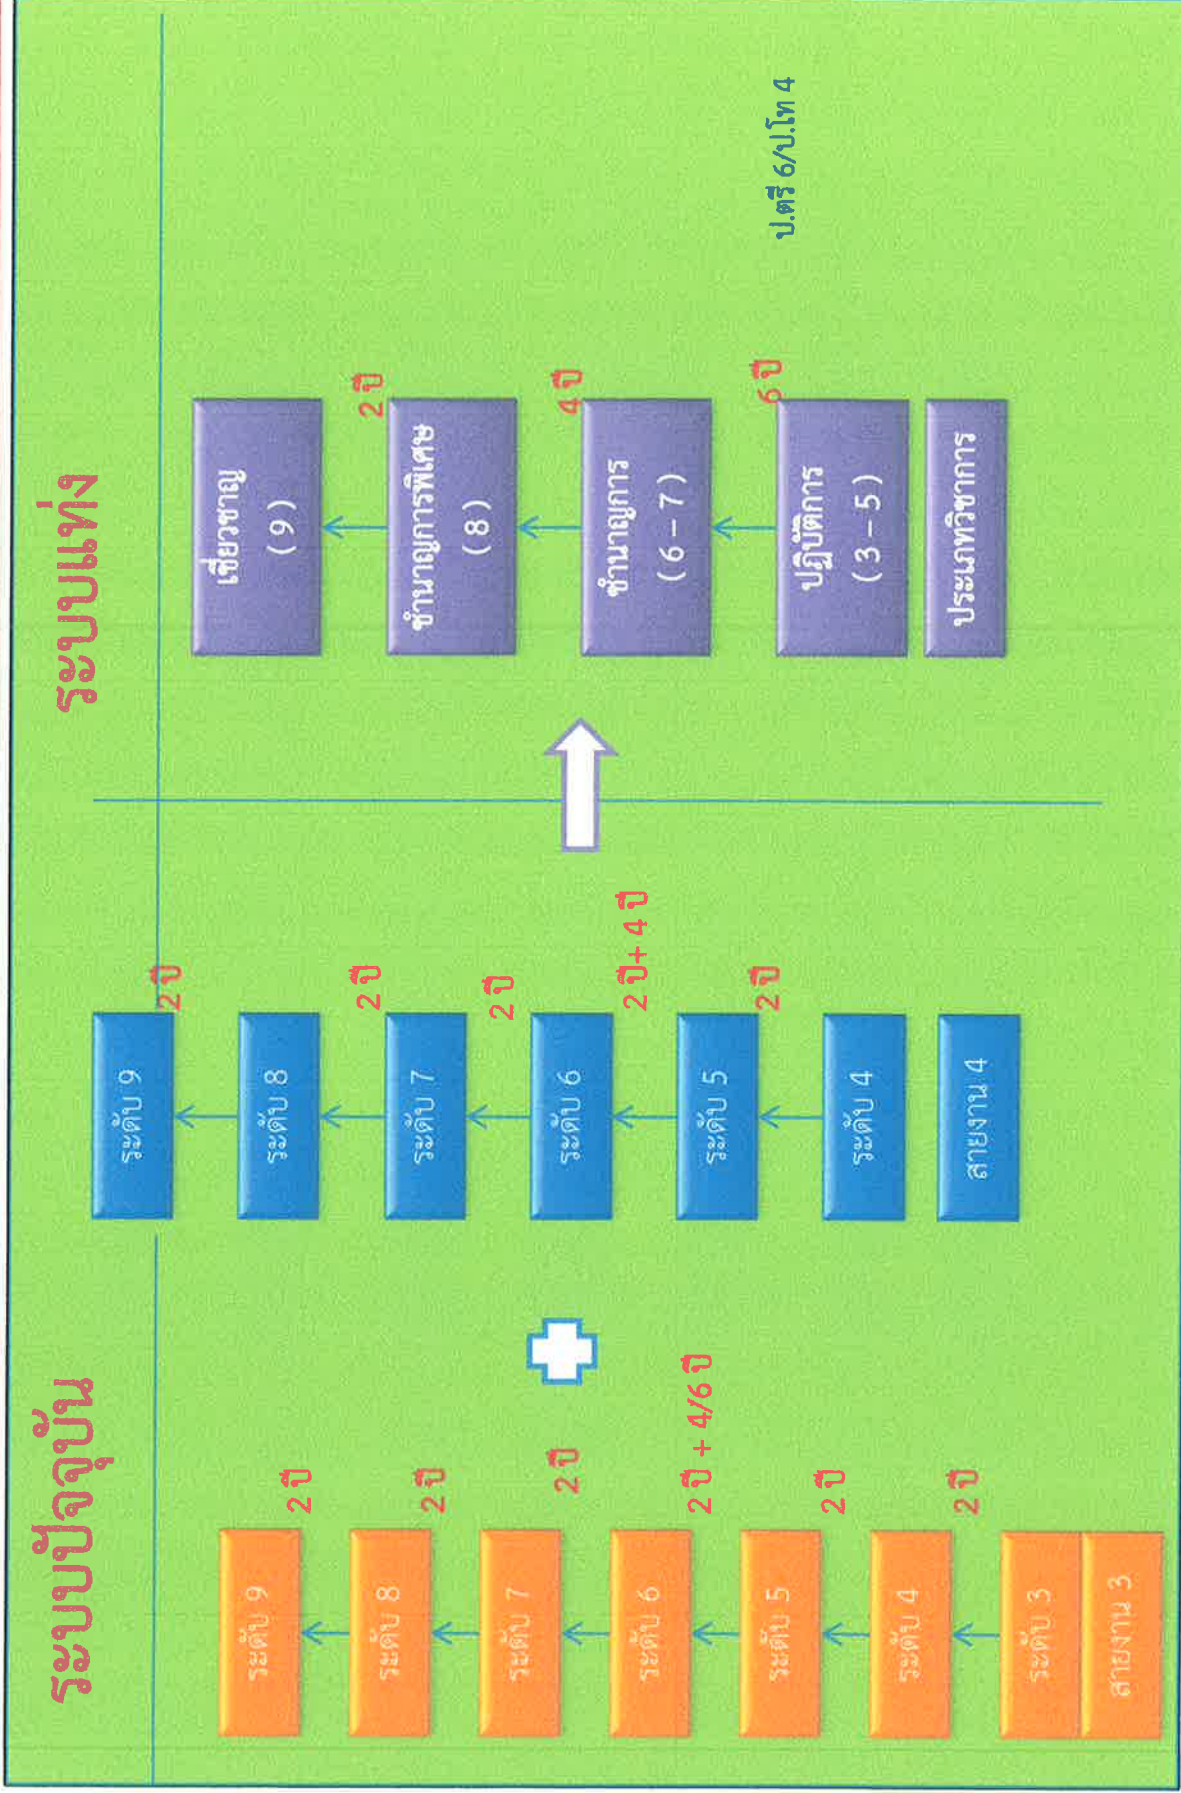 ระบบปัจจุบัน
ระดับ 9
2 ปี
ระดับ 8
2 ปี
ระดับ 7
2 ปี
ระดับ 6
2 ปี + 4/6 ปี
ระดับ 5
2 ปี
ระดับ 4
2 ปี
ระดับ 3
สายงาน 3
ระดับ 9
2 ปี
ระดับ 8
2 ปี
ระดับ 7
2 ปี
ระดับ 6
2 ปี+ 4 ปี
ระดับ 5
2 ปี
ระดับ 4
สายงาน 4
ระบบแท่ง
เชี่ยวชาญ
( 9 )
2 ปี
ชำนาญการพิเศษ
( 8 )
4 ปี
ชำนาญการ
( 6 – 7 )
6 ปี
ปฏิบัติการ
( 3 – 5 )
ประเภทวิชาการ
ป.ตรี 6/ป.โท 4